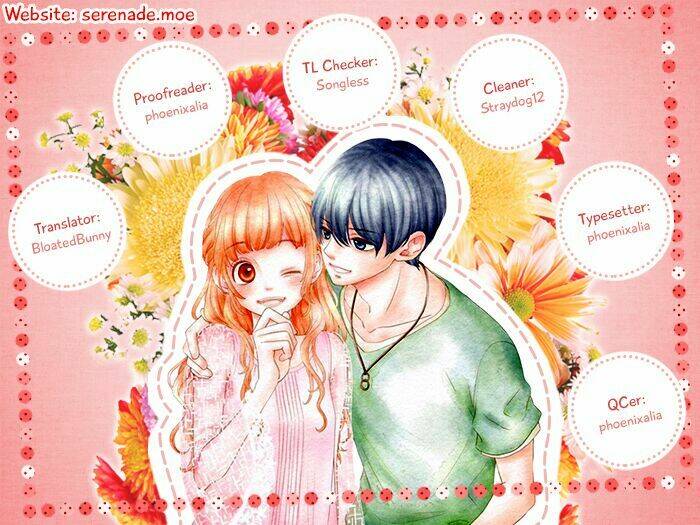 Website: serenade.moe
TL Checker:
Songless
Proofreader:
phoenixalia
Cleaner:
Straydog12
Translator:
BloatedBunny
Typesetter:
phoenixalia
QCer:
phoenixalia